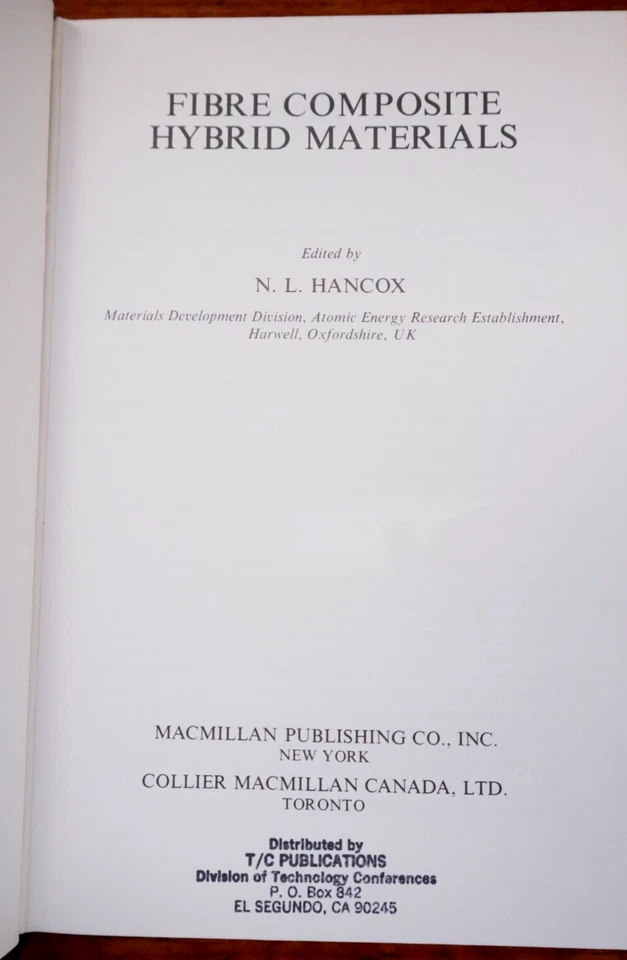 FIBRE COMPOSITE
HYBRID MATERIALS
Edited by
N. L. HANCOX
Materials Development Division, Atomic Energy Research Establishment,
Harwell, Oxfordshire, UK
MACMILLAN PUBLISHING CO., INC.
NEW YORK
COLLIER MACMILLAN CANADA, LTD.
TORONTO
Distributed by
T/C PUBLICATIONS
Division of Technology Conferences
P. O. Box 842
EL SEGUNDO, CA 90245